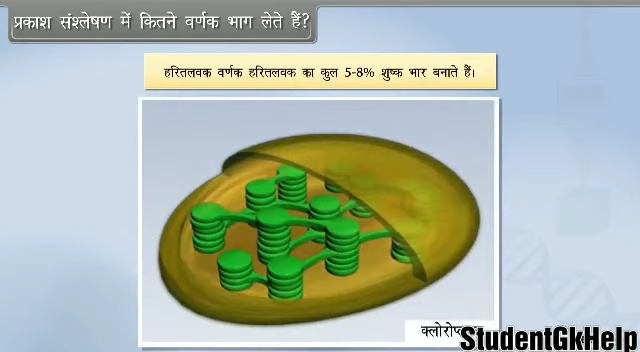 प्रकाश संश्लेषण में कितने वर्णक भाग लेते हैं?
हरितलवक वर्णक हरितलवक का कुल 5-8% शुष्क भार बनाते हैं।
StudentGkHelp